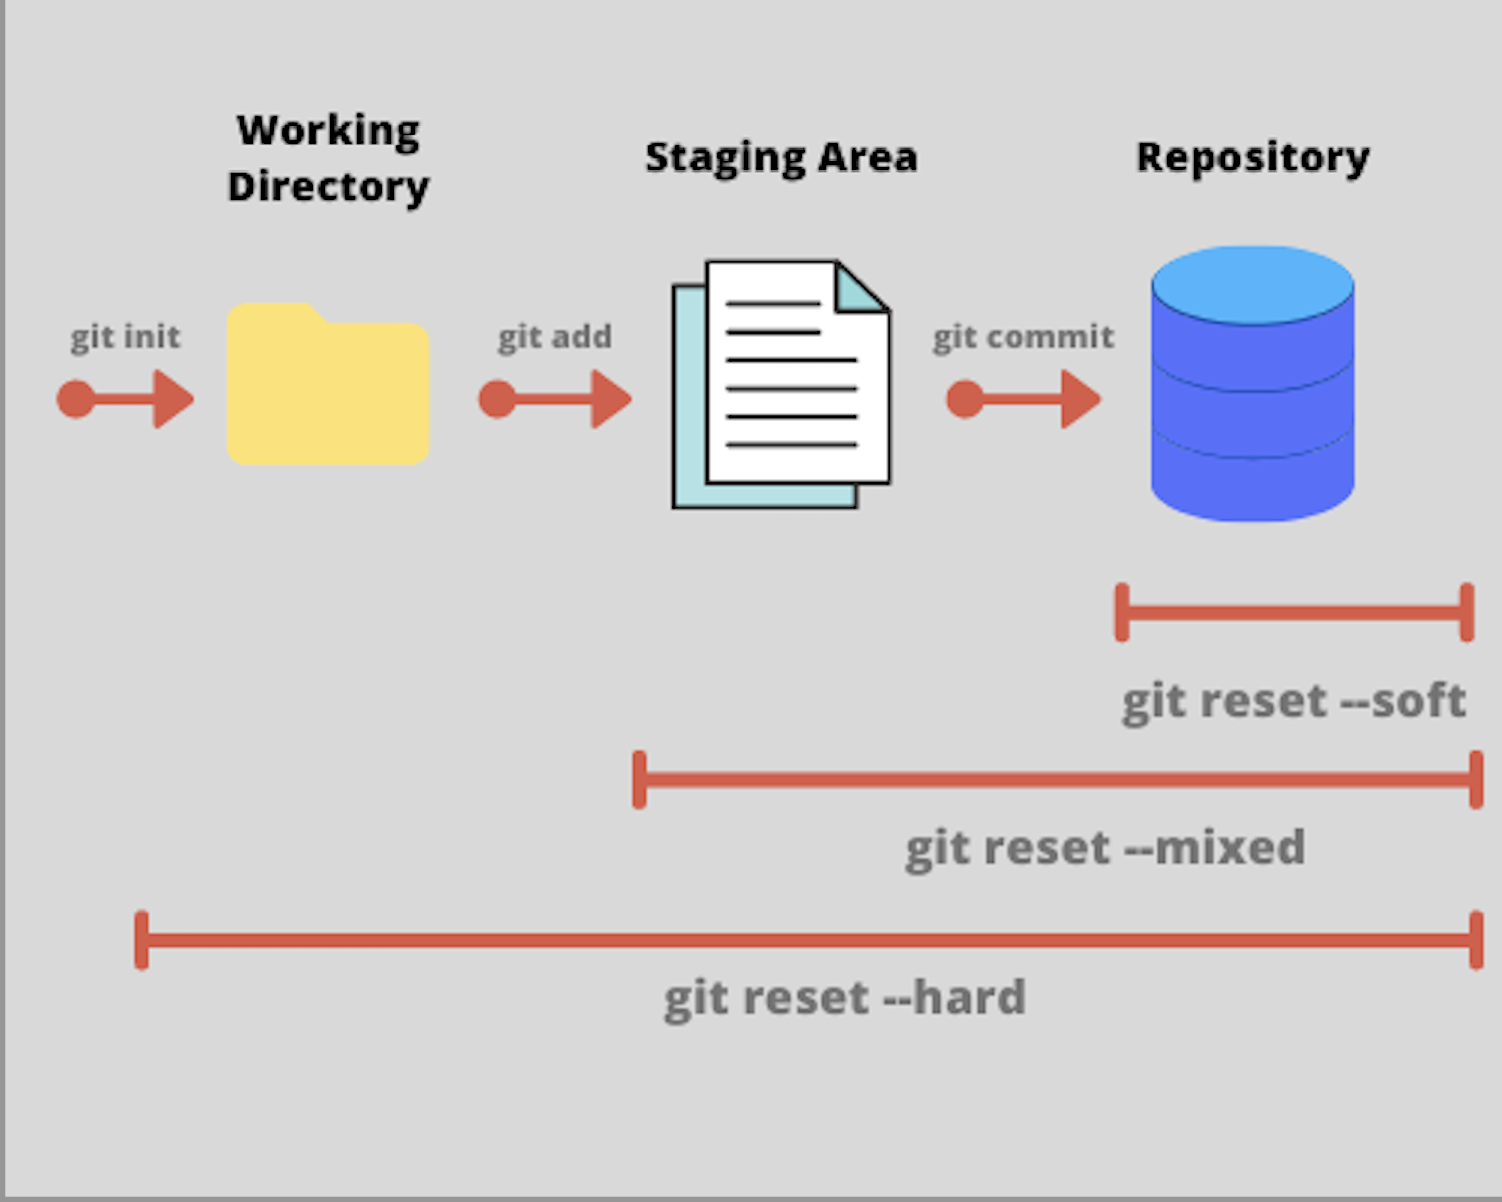 Working
Directory
Staging Area
Repository
git init
git add
git commit
git reset --soft
git reset --mixed
git reset --hard